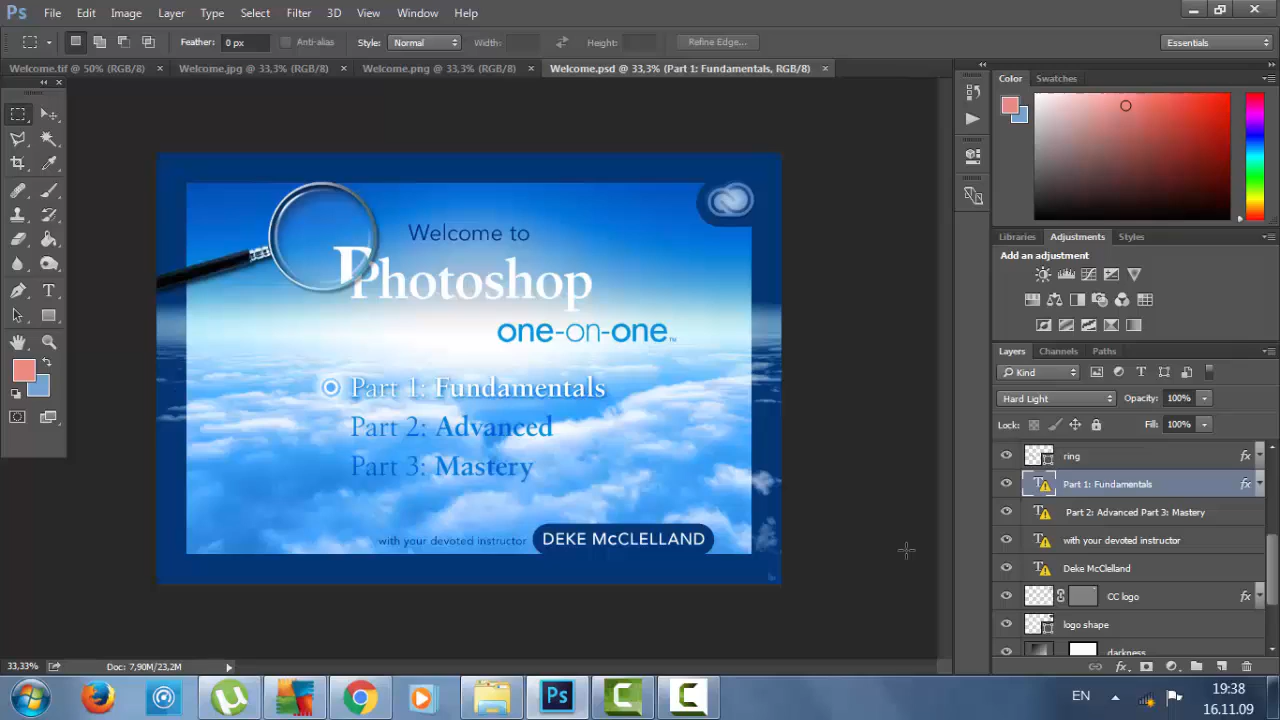 Ps File Edit Image Layer Type Select Filter 3D View Window Help
Feather: 0 px Anti-alias Style: Normal Width: Height: Refine Edge... Essentials
Welcome.tif @ 50% (RGB/8) × Welcome.jpg @ 33,3% (RGB/8) × Welcome.png @ 33,3% (RGB/8) × Welcome.psd @ 33,3% (Part 1: Fundamentals, RGB/8) ×
Color Swatches
Welcome to
Photoshop
one-on-one™
Part 1: Fundamentals
Part 2: Advanced
Part 3: Mastery
with your devoted instructor DEKE McCLELLAND
Libraries Adjustments Styles
Add an adjustment
Layers Channels Paths
Kind
Hard Light Opacity: 100%
Lock: Fill: 100%
ring fx
Part 1: Fundamentals fx
Part 2: Advanced Part 3: Mastery
with your devoted instructor
Deke McClelland
CC logo fx
logo shape
darkness
33,33% Doc: 7,90M/23,2M
EN 19:38
16.11.09